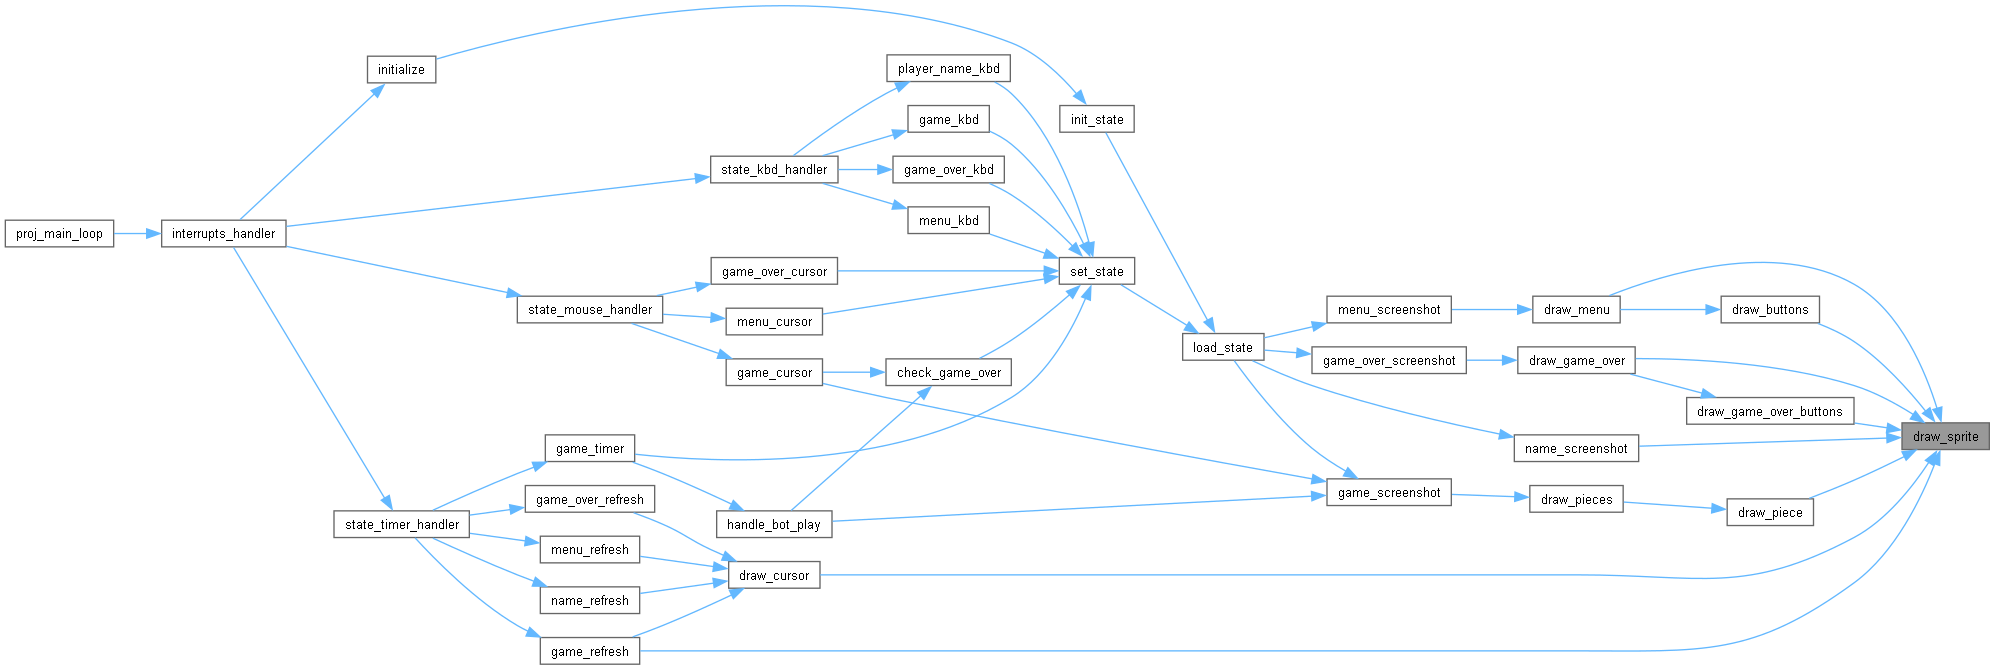 initialize
player_name_kbd
game_kbd
init_state
state_kbd_handler
game_over_kbd
menu_kbd
proj_main_loop
interrupts_handler
game_over_cursor
set_state
state_mouse_handler
menu_cursor
menu_screenshot
draw_menu
draw_buttons
load_state
game_over_screenshot
draw_game_over
game_cursor
check_game_over
draw_game_over_buttons
draw_sprite
game_timer
name_screenshot
game_over_refresh
game_screenshot
draw_pieces
draw_piece
state_timer_handler
handle_bot_play
menu_refresh
draw_cursor
name_refresh
game_refresh